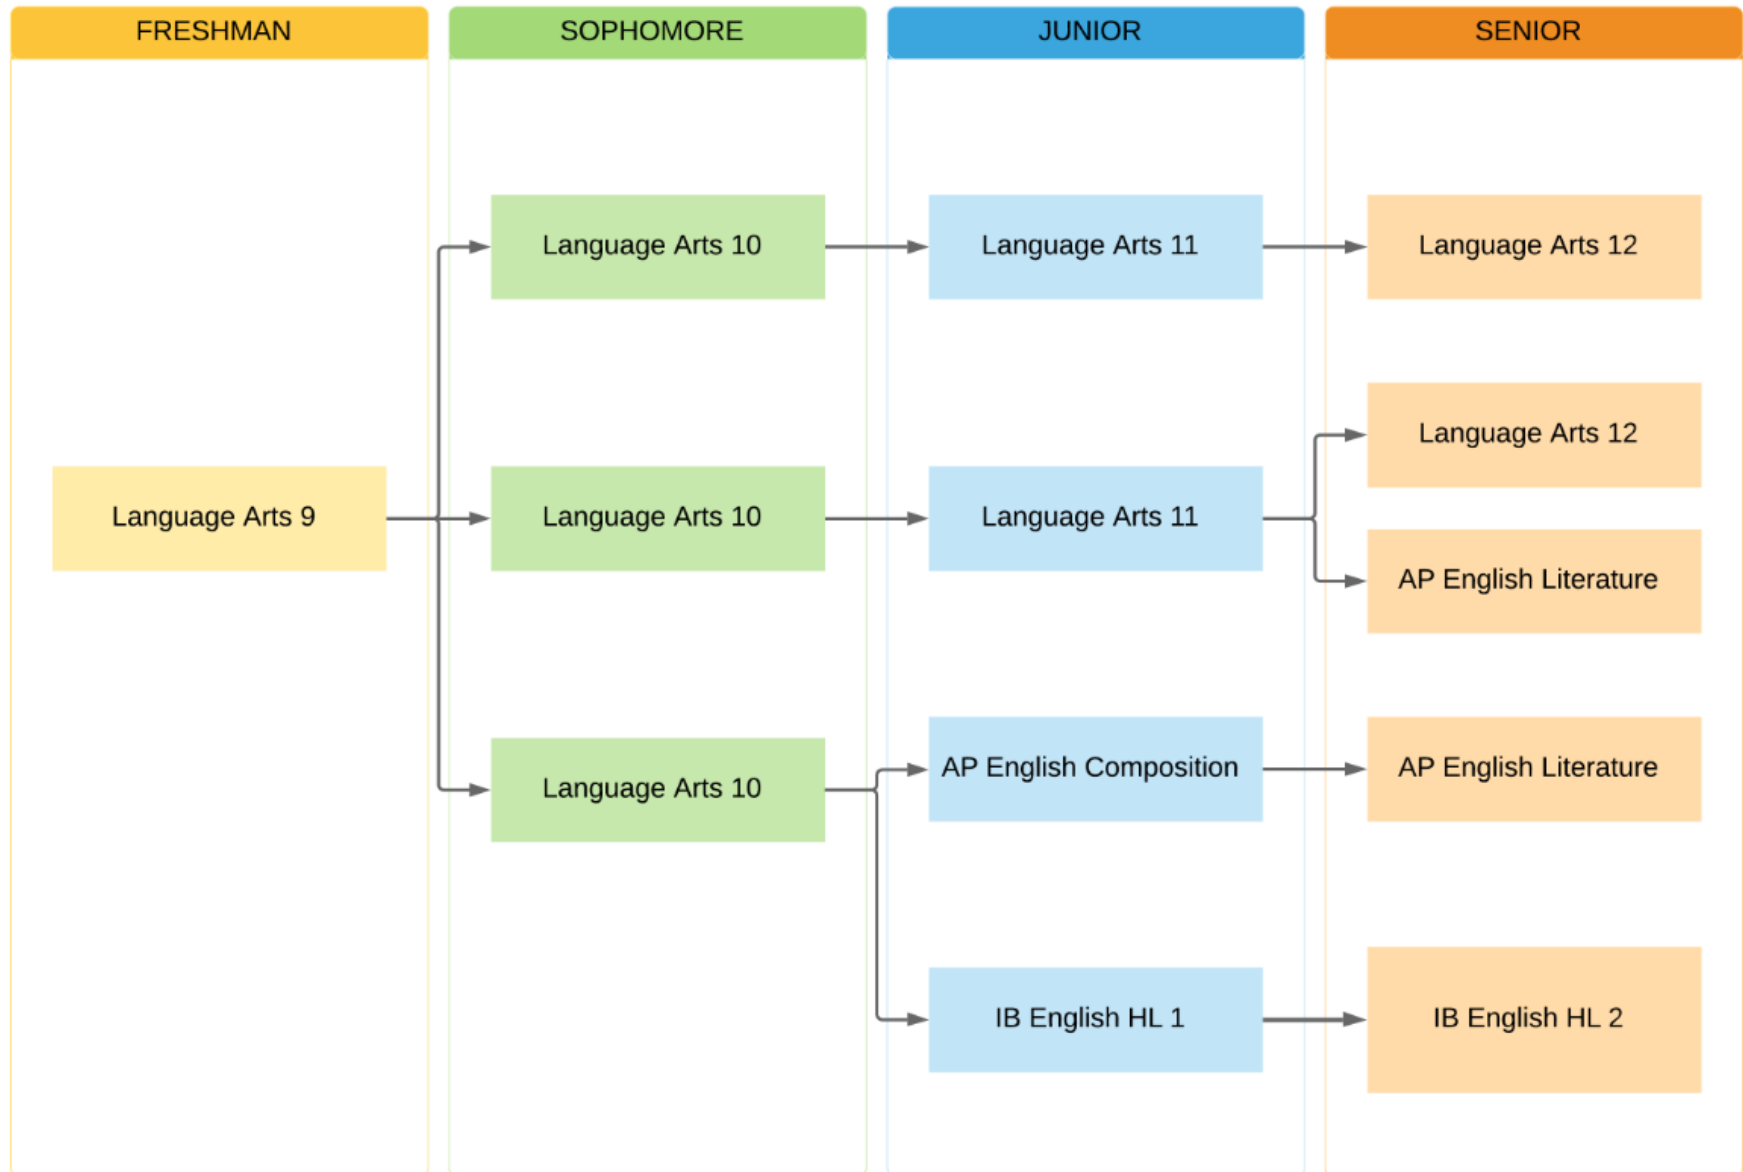 FRESHMAN
SOPHOMORE
JUNIOR
SENIOR
Language Arts 10
Language Arts 11
Language Arts 12
Language Arts 12
Language Arts 9
Language Arts 10
Language Arts 11
AP English Literature
Language Arts 10
AP English Composition
AP English Literature
IB English HL 1
IB English HL 2